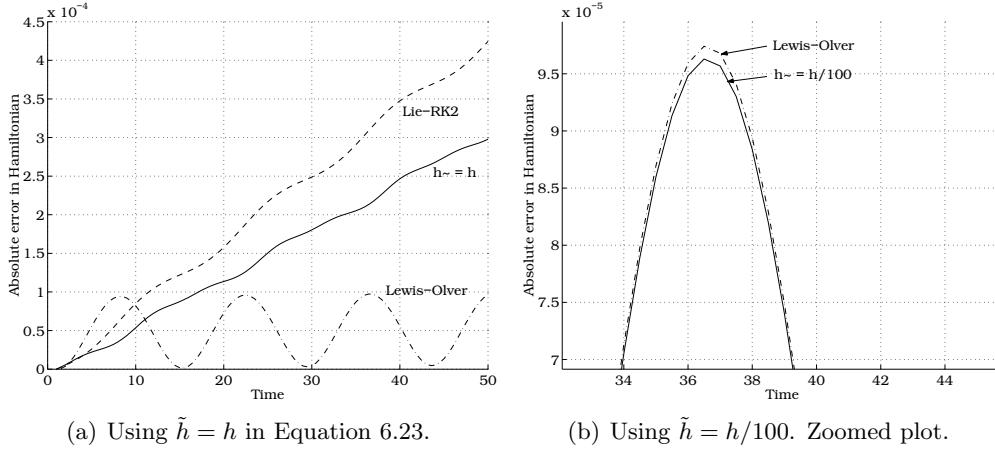 x 10⁻⁴
4.5
4
3.5
3
2.5
2
1.5
1
0.5
0
0
10
20
30
40
50
Time
Absolute error in Hamiltonian
Lie−RK2
h~ = h
Lewis−Olver
(a) Using h̃ = h in Equation 6.23.
x 10⁻⁵
9.5
9
8.5
8
7.5
7
34
36
38
40
42
44
Time
Absolute error in Hamiltonian
Lewis−Olver
h~ = h/100
(b) Using h̃ = h/100. Zoomed plot.